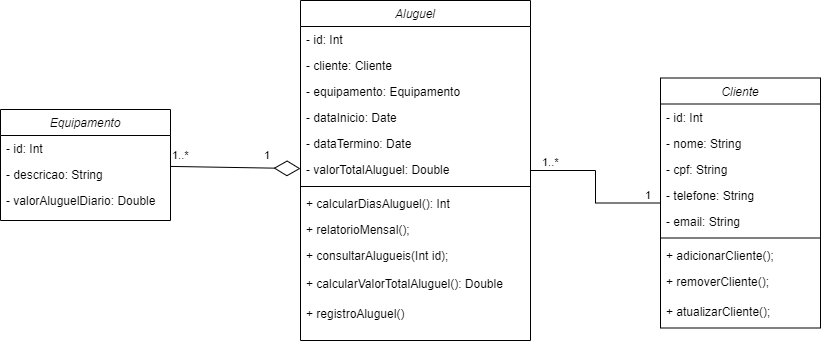 Aluguel
- id: Int
- cliente: Cliente
- equipamento: Equipamento
- dataInicio: Date
- dataTermino: Date
- valorTotalAluguel: Double
+ calcularDiasAluguel(): Int
+ relatorioMensal();
+ consultarAlugueis(Int id);
+ calcularValorTotalAluguel(): Double
+ registroAluguel()
Equipamento
- id: Int
- descricao: String
- valorAluguelDiario: Double
1..*
1
1..*
1
Cliente
- id: Int
- nome: String
- cpf: String
- telefone: String
- email: String
+ adicionarCliente();
+ removerCliente();
+ atualizarCliente();